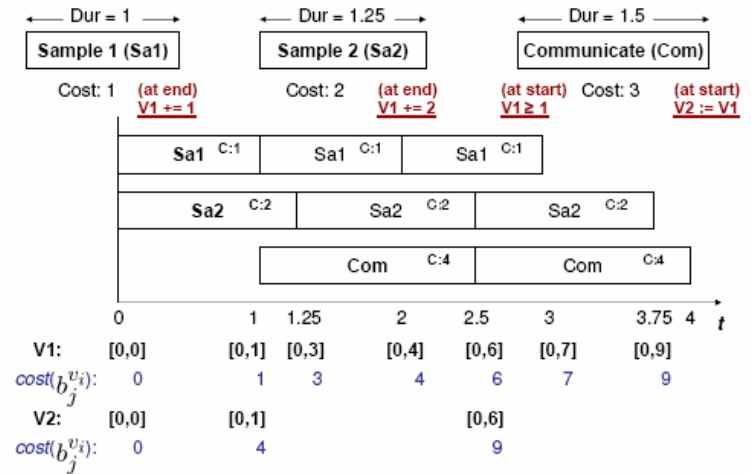 Dur = 1 Dur = 1.25 Dur = 1.5
Sample 1 (Sa1) Sample 2 (Sa2) Communicate (Com)
Cost: 1 (at end) Cost: 2 (at end) (at start) Cost: 3 (at start)
V1 += 1 V1 += 2 V1 ≥ 1 V2 := V1
Sa1 C:1 Sa1 C:1 Sa1 C:1
Sa2 C:2 Sa2 C:2 Sa2 C:2
Com C:4 Com C:4
0 1 1.25 2 2.5 3 3.75 4 t
V1: [0,0] [0,1] [0,3] [0,4] [0,6] [0,7] [0,9]
cost(b_j^{v_i}): 0 1 3 4 6 7 9
V2: [0,0] [0,1] [0,6]
cost(b_j^{v_i}): 0 4 9